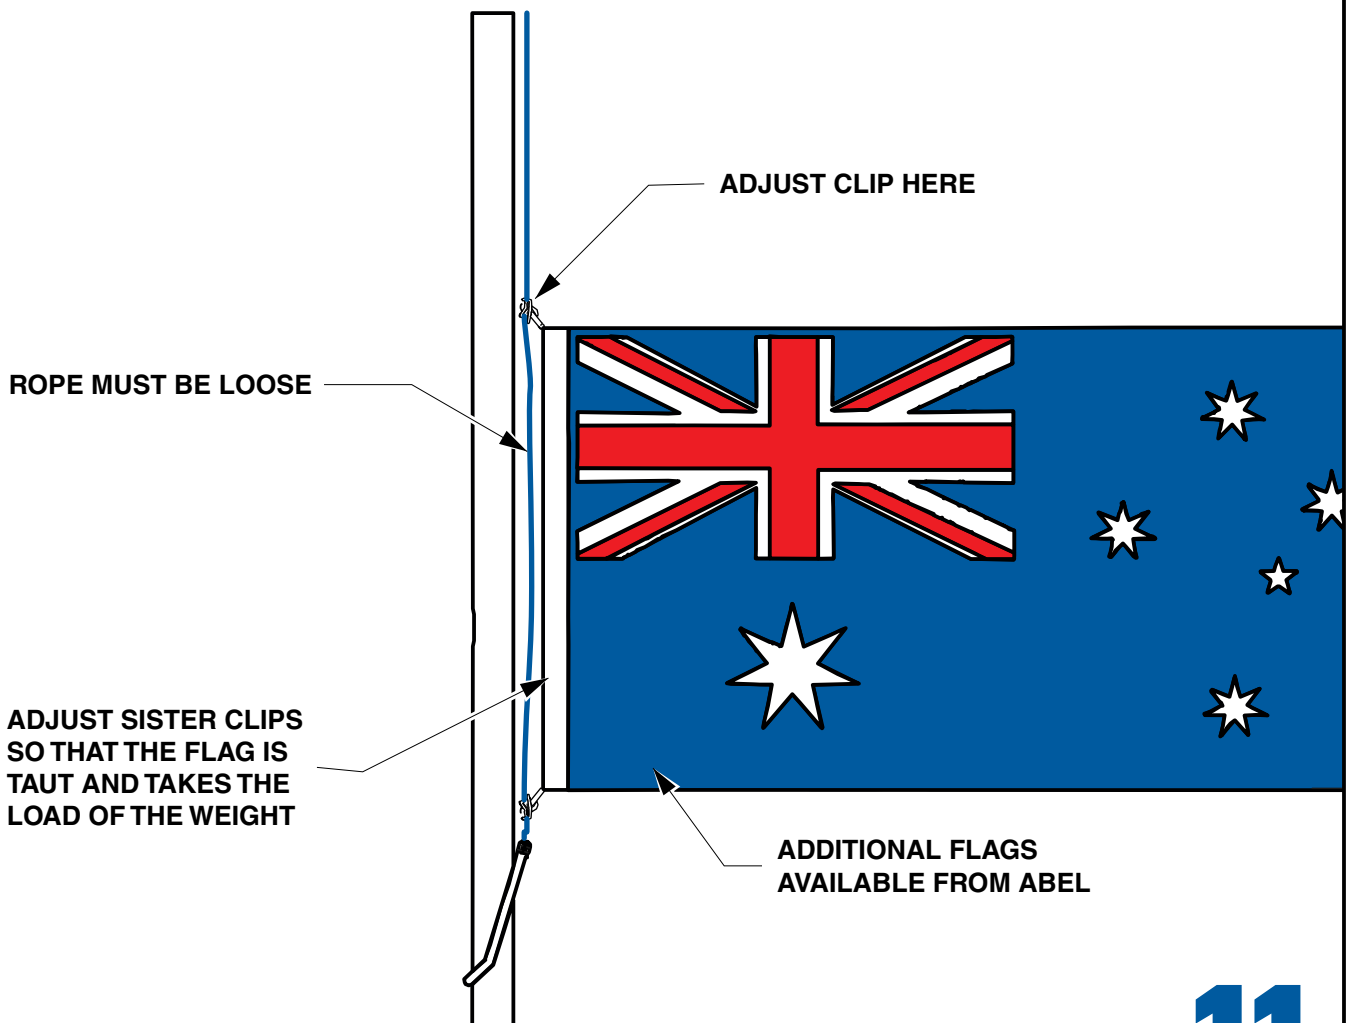 ADJUST CLIP HERE
ROPE MUST BE LOOSE
ADJUST SISTER CLIPS
SO THAT THE FLAG IS
TAUT AND TAKES THE
LOAD OF THE WEIGHT
ADDITIONAL FLAGS
AVAILABLE FROM ABEL
11